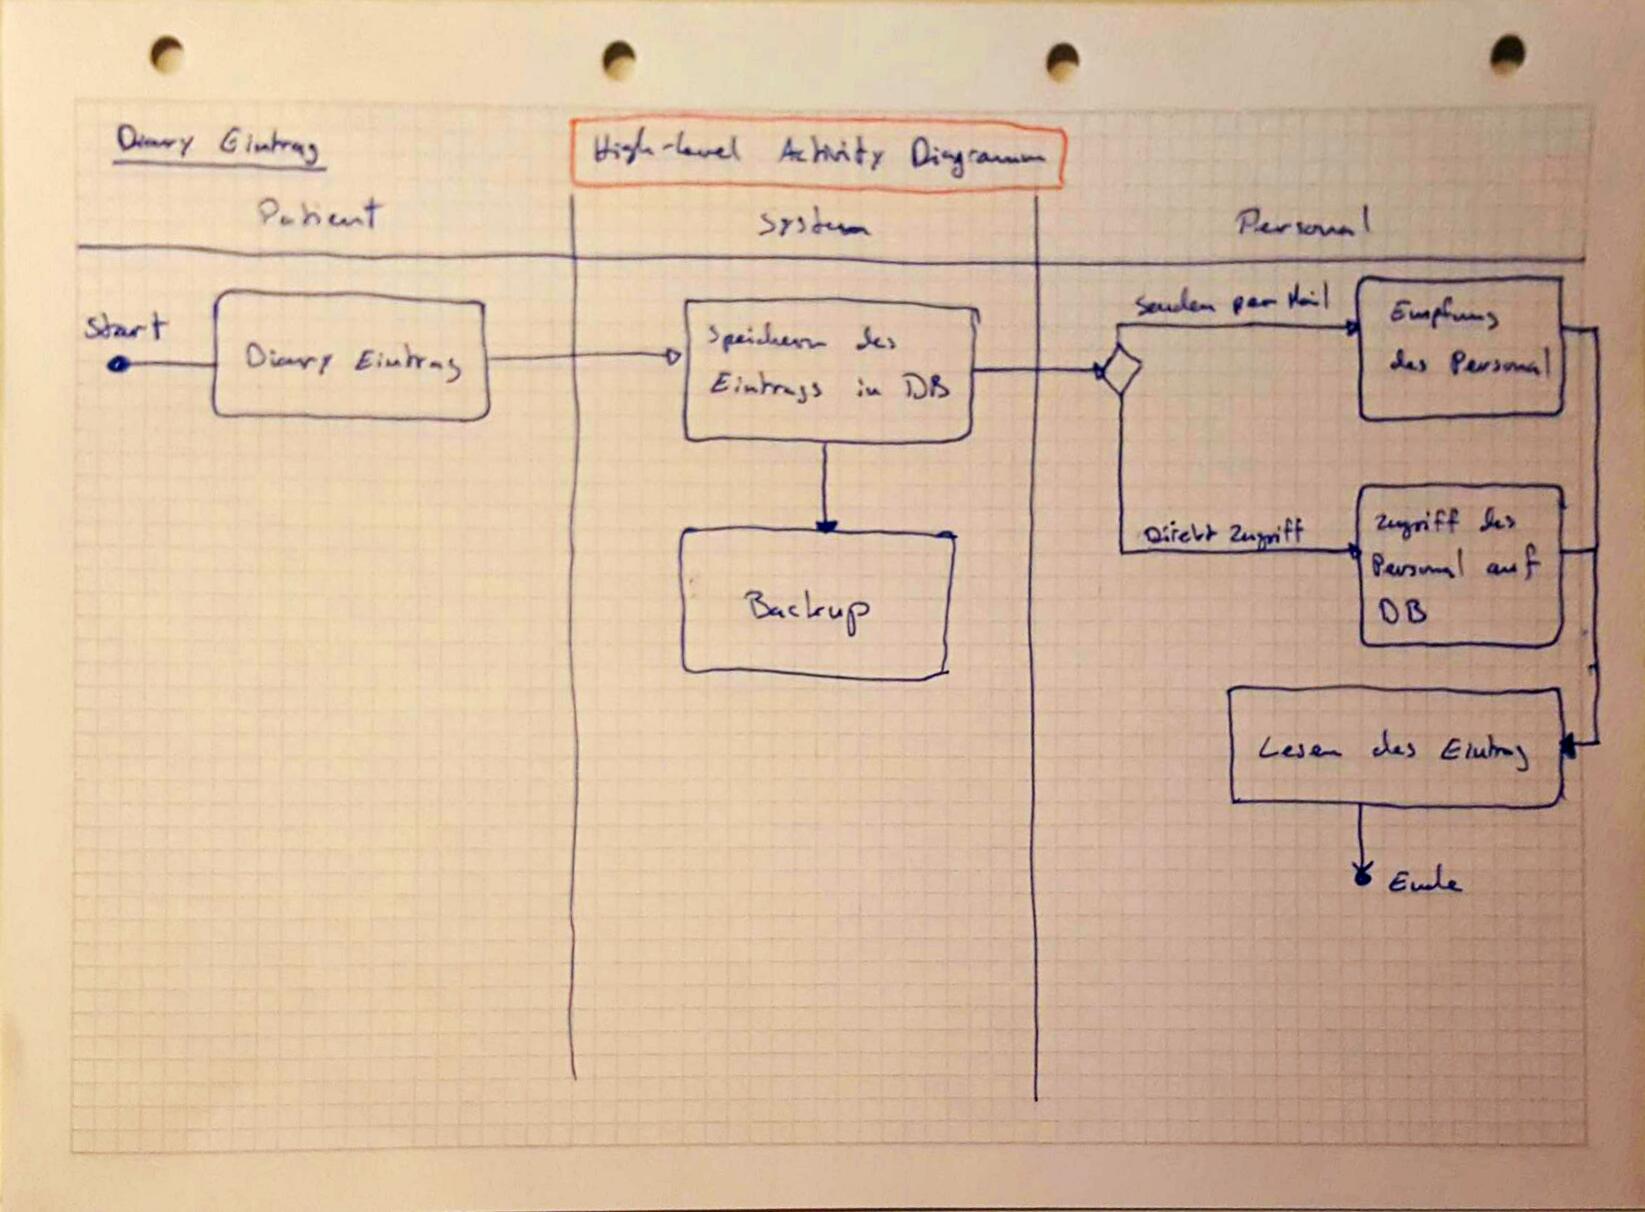 Diary Eintrag
High-level Activity Diagramm
Patient
System
Personal
Start
Diary Eintrag
Speichern des
Eintrags in DB
Backup
Senden per Mail
Empfang
des Personal
Direkt Zugriff
Zugriff des
Personal auf
DB
Lesen des Eintrag
Ende